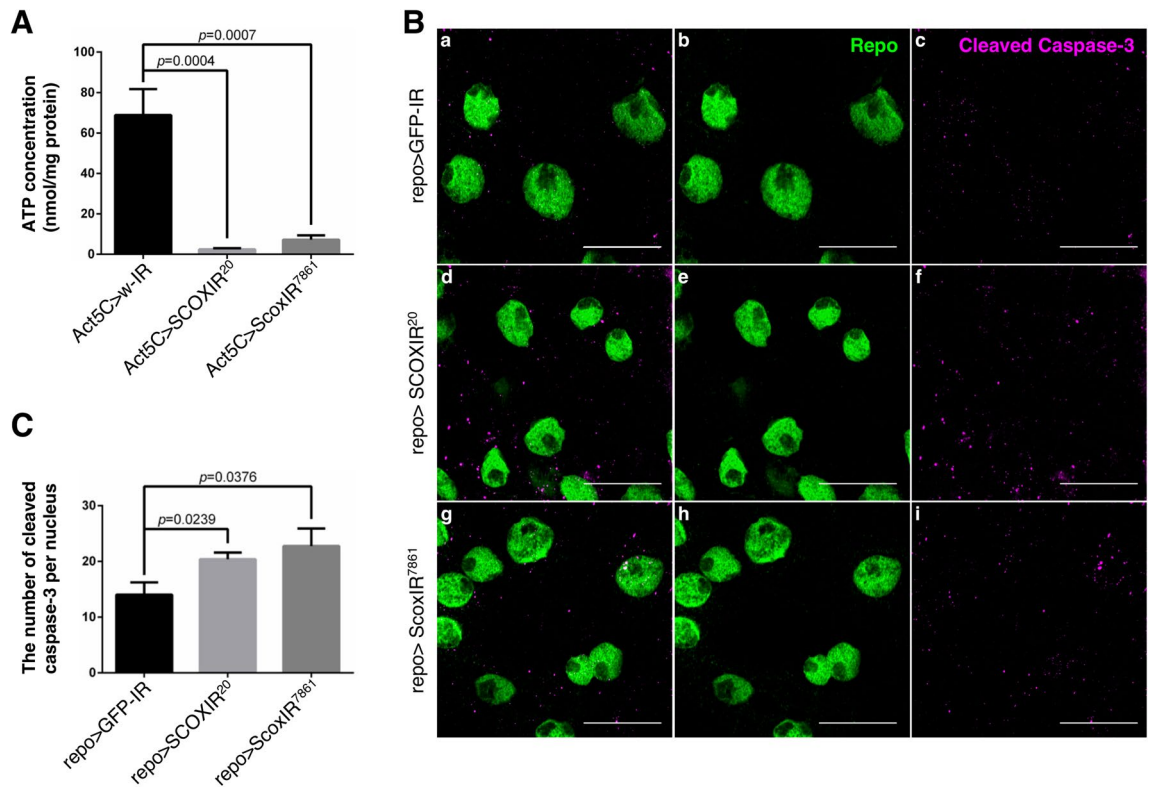 A
p=0.0007
p=0.0004
100
80
60
40
20
0
ATP concentration
(nmol/mg protein)
Act5C>w-IR
Act5C>SCOXIR20
Act5C>ScoxIR7861
B
a
b
Repo
c
Cleaved Caspase-3
repo>GFP-IR
d
e
f
repo> SCOXIR20
g
h
i
repo> ScoxIR7861
C
p=0.0376
p=0.0239
30
20
10
0
The number of cleaved
caspase-3 per nucleus
repo>GFP-IR
repo>SCOXIR20
repo>ScoxIR7861